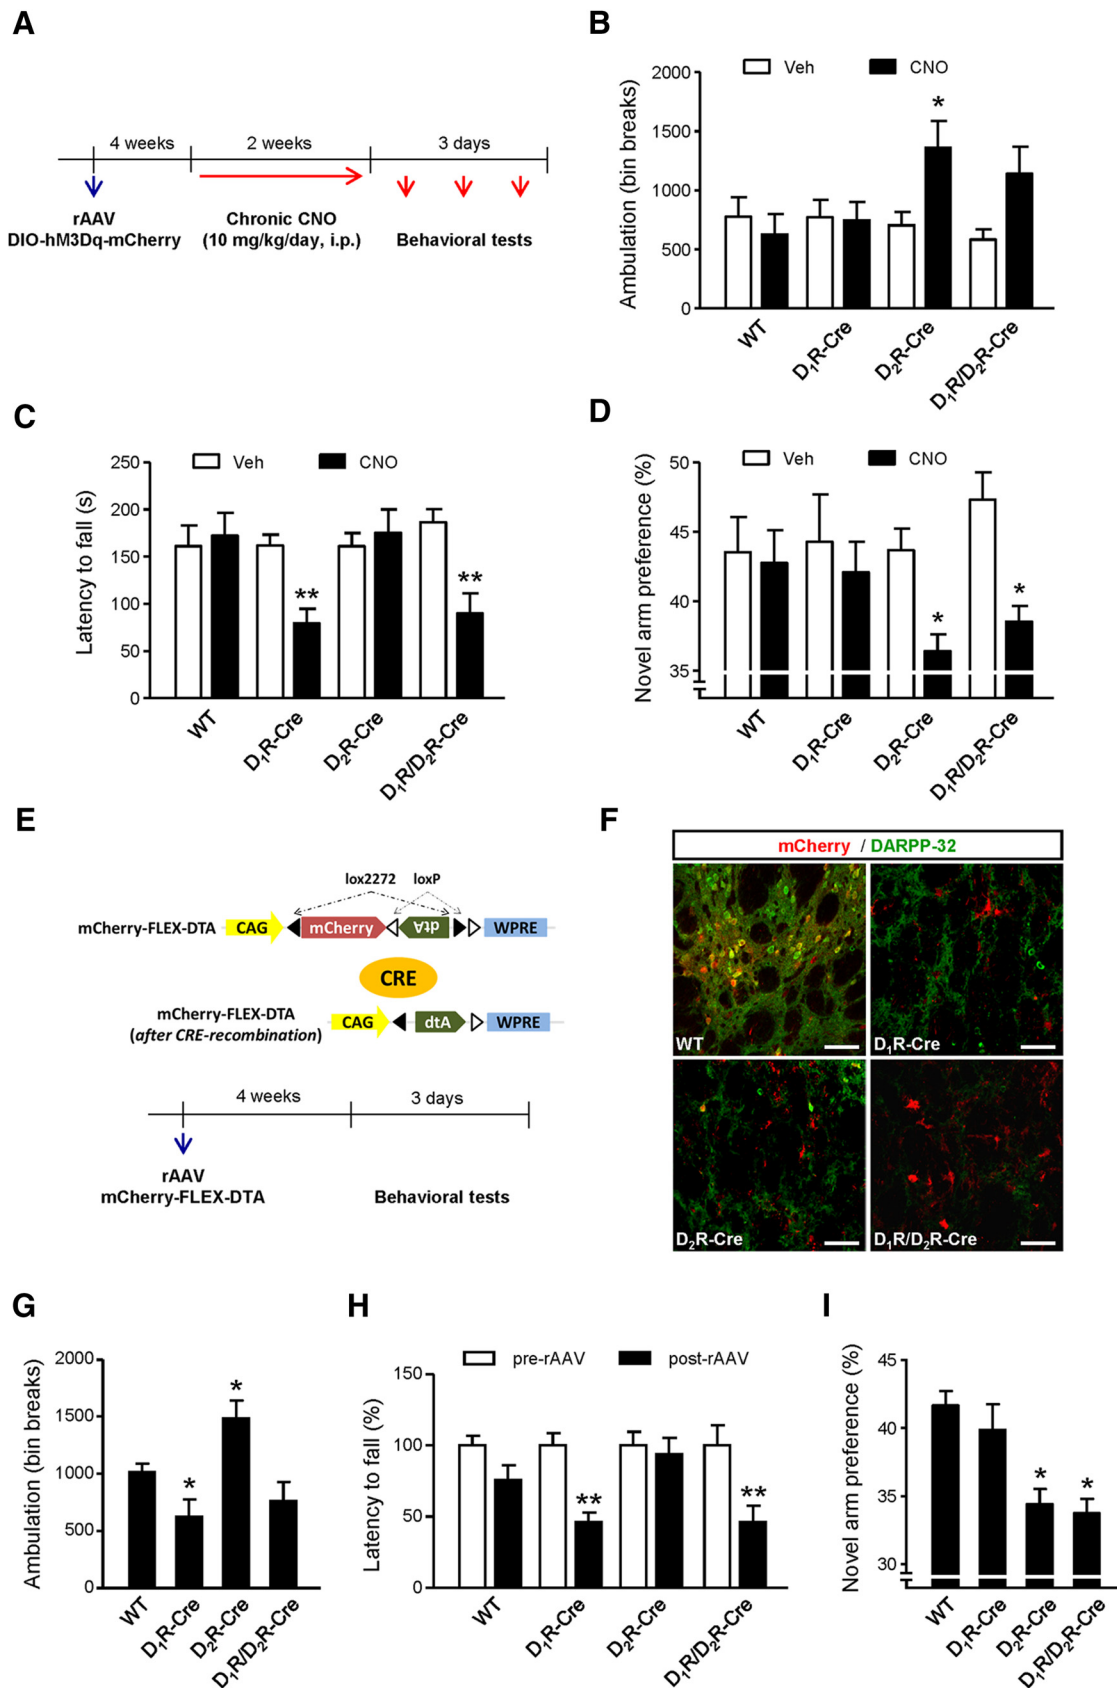 A
4 weeks 2 weeks 3 days
rAAV
DIO-hM3Dq-mCherry
Chronic CNO
(10 mg/kg/day, i.p.)
Behavioral tests
B
Veh CNO
Ambulation (bin breaks)
2000
1500
1000
500
0
*
WT D₁R-Cre D₂R-Cre D₁R/D₂R-Cre
C
Veh CNO
Latency to fall (s)
250
200
150
100
50
0
** **
WT D₁R-Cre D₂R-Cre D₁R/D₂R-Cre
D
Veh CNO
Novel arm preference (%)
50
45
40
35
* *
WT D₁R-Cre D₂R-Cre D₁R/D₂R-Cre
E
lox2272 loxP
mCherry-FLEX-DTA CAG mCherry dtA WPRE
CRE
mCherry-FLEX-DTA
(after CRE-recombination)
CAG dtA WPRE
4 weeks 3 days
rAAV
mCherry-FLEX-DTA
Behavioral tests
F
mCherry / DARPP-32
WT D₁R-Cre
D₂R-Cre D₁R/D₂R-Cre
G
Ambulation (bin breaks)
2000
1500
1000
500
0
* *
WT D₁R-Cre D₂R-Cre D₁R/D₂R-Cre
H
pre-rAAV post-rAAV
Latency to fall (%)
150
100
50
0
** **
WT D₁R-Cre D₂R-Cre D₁R/D₂R-Cre
I
Novel arm preference (%)
45
40
35
30
* *
WT D₁R-Cre D₂R-Cre D₁R/D₂R-Cre